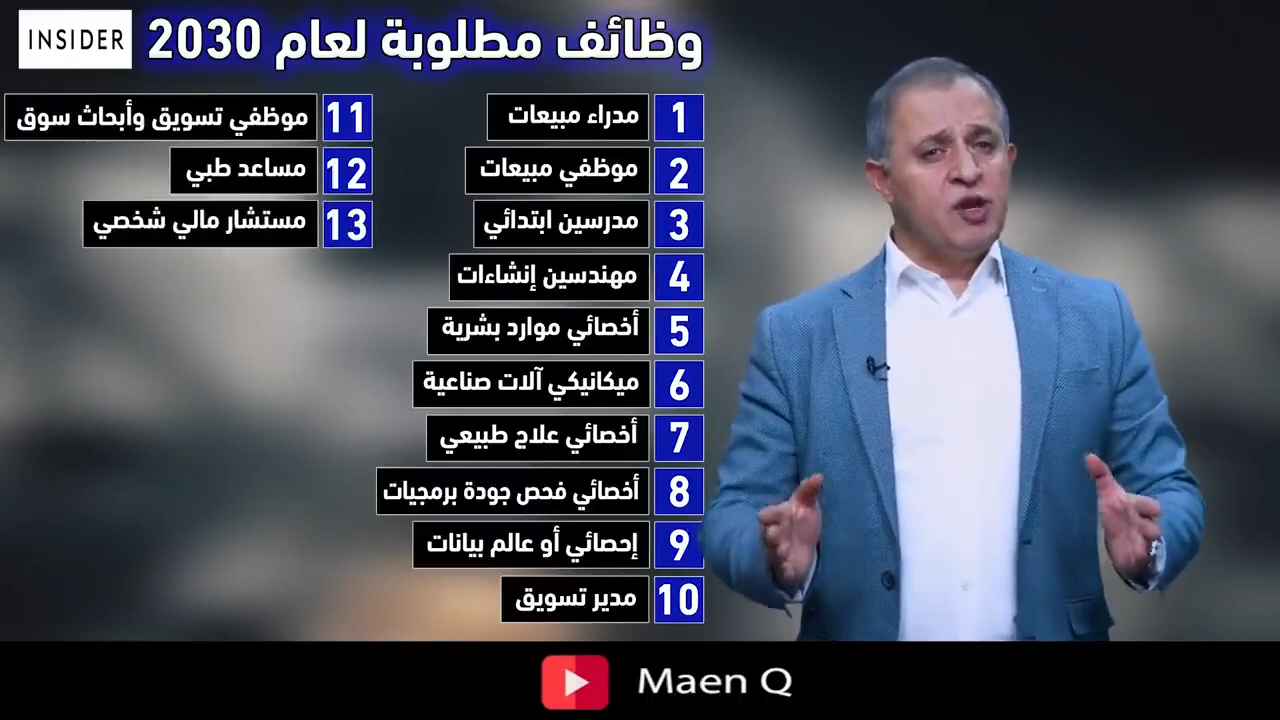 INSIDER
وظائف مطلوبة لعام 2030
1 مدراء مبيعات
2 موظفي مبيعات
3 مدرسين ابتدائي
4 مهندسين إنشاءات
5 أخصائي موارد بشرية
6 ميكانيكي آلات صناعية
7 أخصائي علاج طبيعي
8 أخصائي فحص جودة برمجيات
9 إحصائي أو عالم بيانات
10 مدير تسويق
11 موظفي تسويق وأبحاث سوق
12 مساعد طبي
13 مستشار مالي شخصي
Maen Q